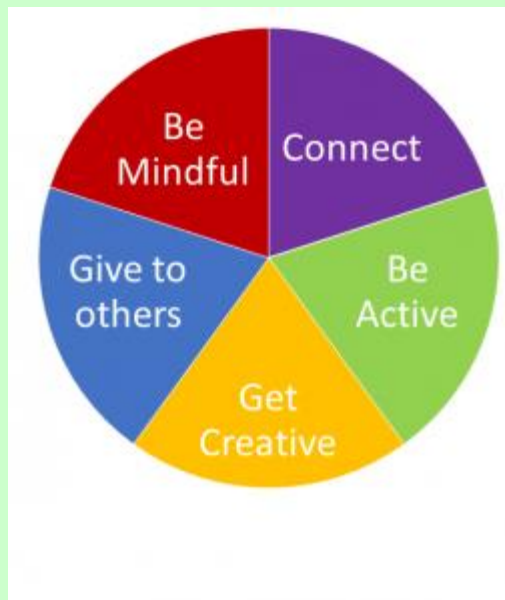 Be
Mindful
Connect
Give to
others
Be
Active
Get
Creative